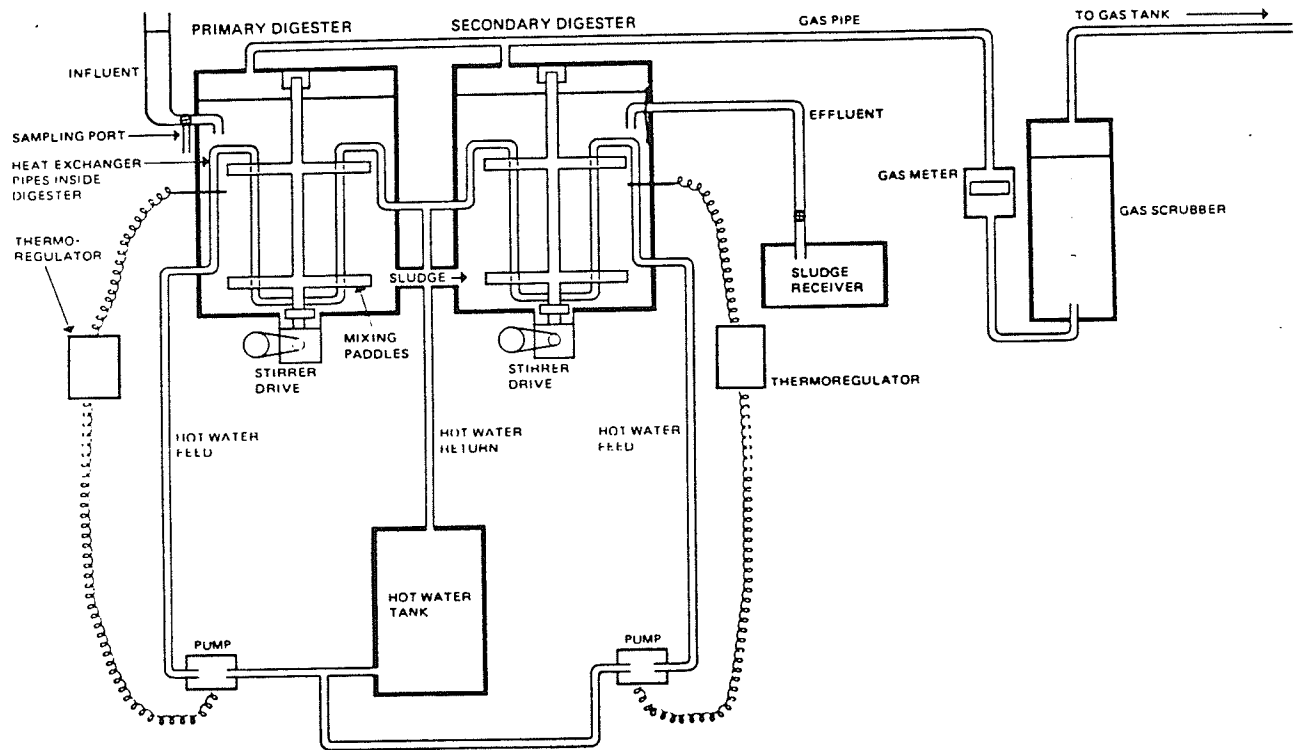 PRIMARY DIGESTER
SECONDARY DIGESTER
GAS PIPE
TO GAS TANK
INFLUENT
SAMPLING PORT
HEAT EXCHANGER
PIPES INSIDE
DIGESTER
EFFLUENT
GAS METER
GAS SCRUBBER
THERMO-
REGULATOR
SLUDGE
SLUDGE
RECEIVER
MIXING
PADDLES
STIRRER
DRIVE
STIRRER
DRIVE
THERMOREGULATOR
HOT WATER
FEED
HOT WATER
RETURN
HOT WATER
FEED
HOT WATER
TANK
PUMP
PUMP